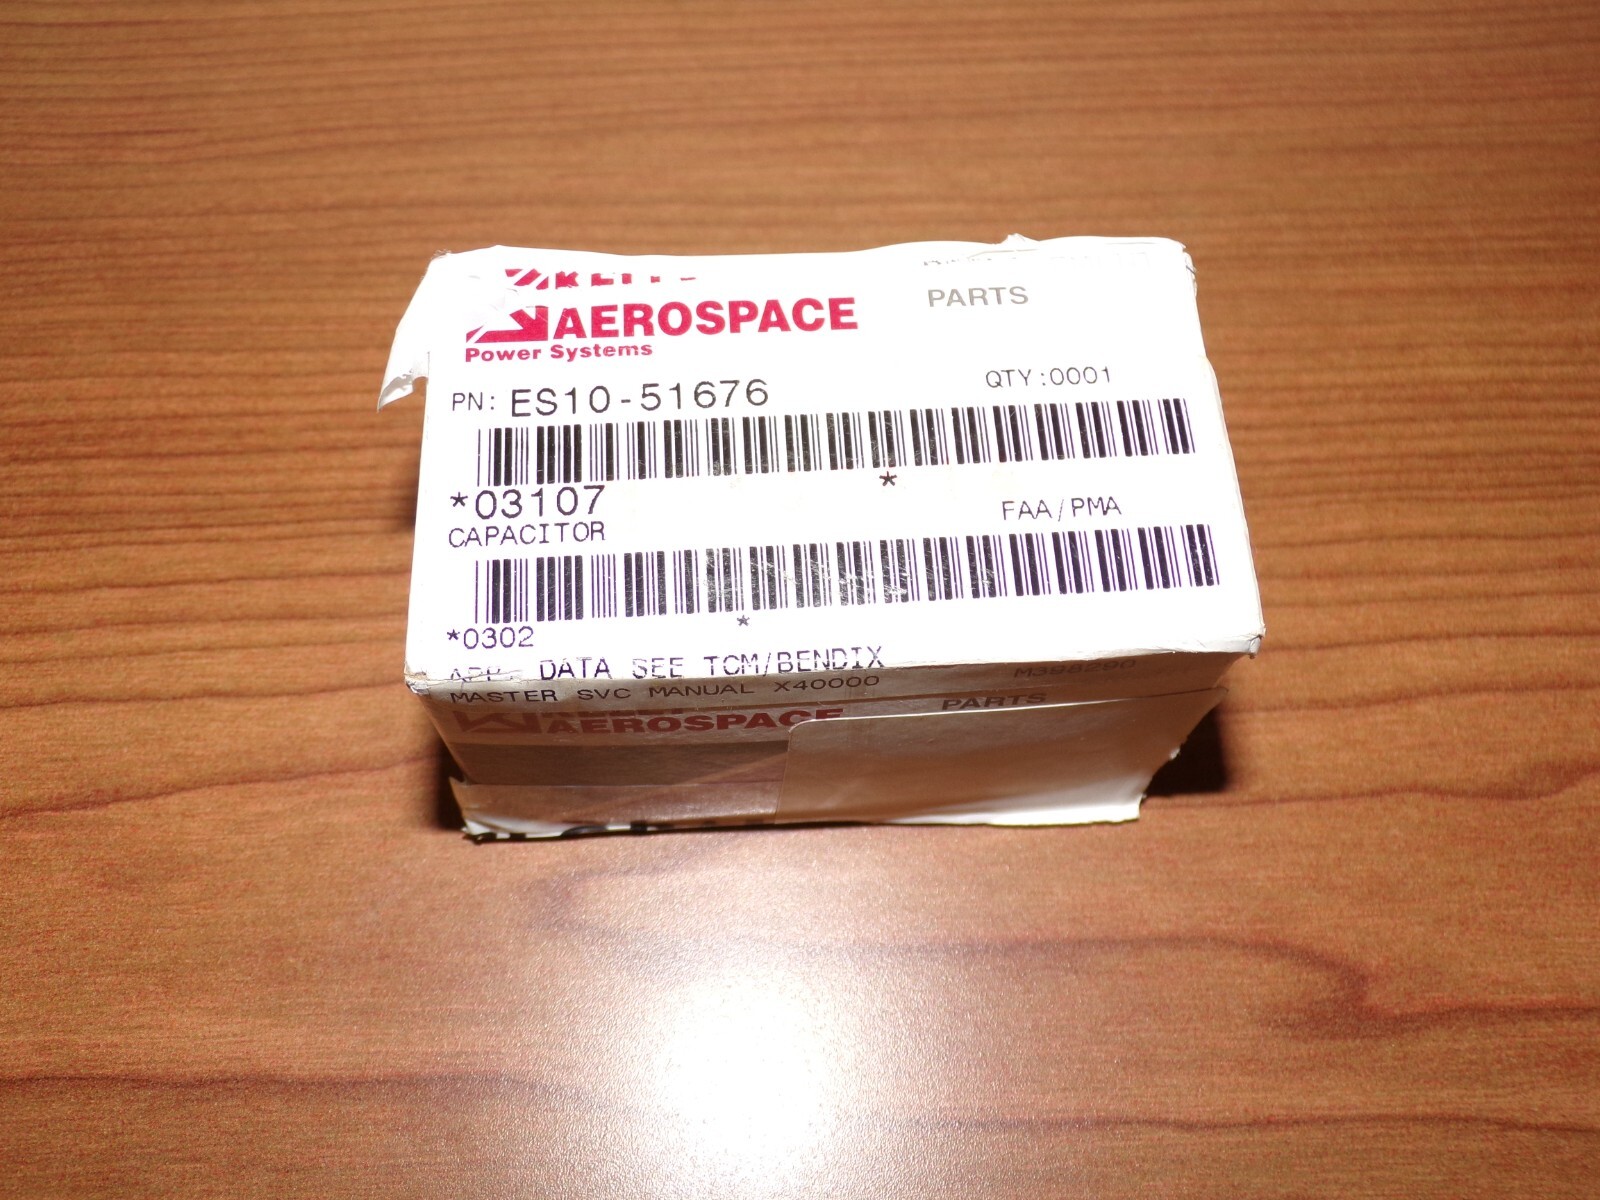 AEROSPACE
PARTS
Power Systems
PN: ES10-51676
QTY:0001
*03107
*
CAPACITOR
FAA/PMA
*0302
*
DATA SEE TCM/BENDIX
MASTER SVC MANUAL X40000
M398290
AEROSPACE
PARTS